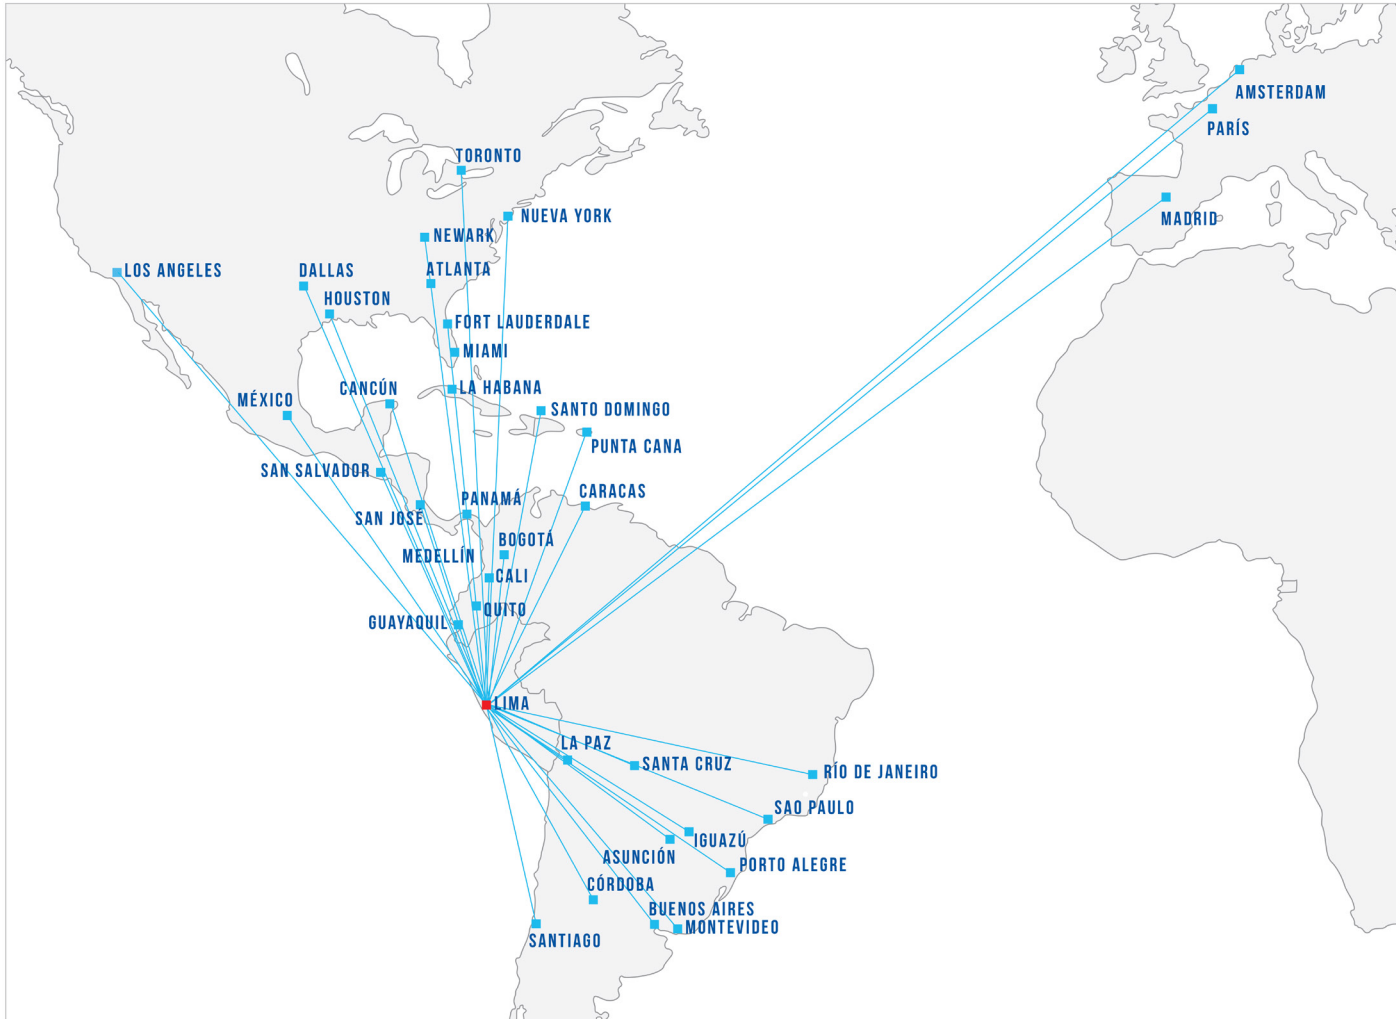 AMSTERDAM
PARÍS
TORONTO
NUEVA YORK
MADRID
NEWARK
LOS ANGELES
DALLAS
ATLANTA
HOUSTON
FORT LAUDERDALE
MIAMI
CANCÚN
LA HABANA
MÉXICO
SANTO DOMINGO
PUNTA CANA
SAN SALVADOR
CARACAS
PANAMÁ
SAN JOSÉ
BOGOTÁ
MEDELLÍN
CALI
QUITO
GUAYAQUIL
LIMA
LA PAZ
SANTA CRUZ
RÍO DE JANEIRO
SAO PAULO
IGUAZÚ
ASUNCIÓN
PORTO ALEGRE
CÓRDOBA
BUENOS AIRES
MONTEVIDEO
SANTIAGO